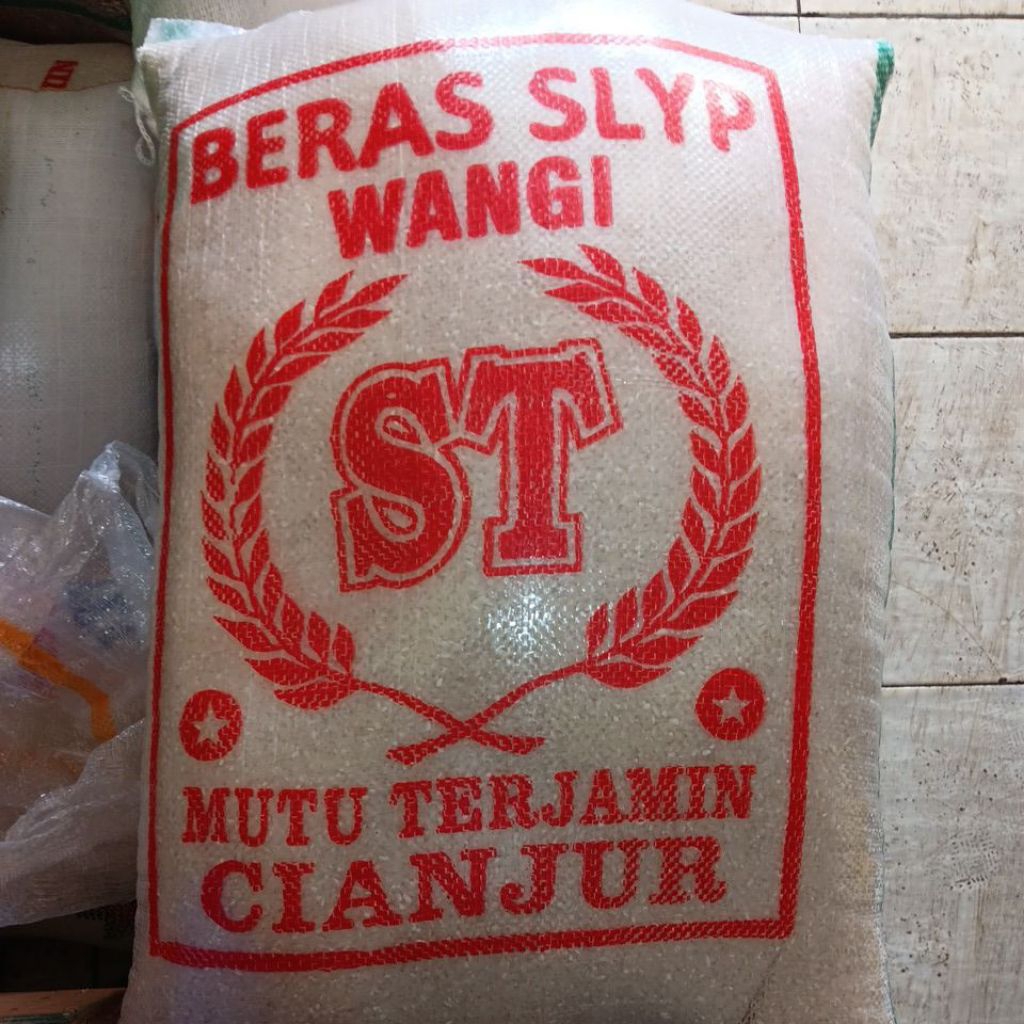 BERAS SLYP
WANGI
ST
MUTU TERJAMIN
CIANJUR